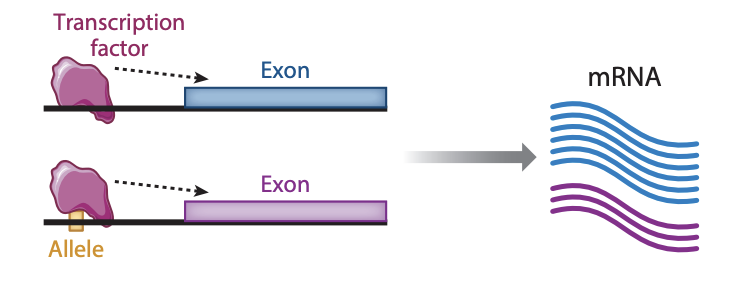 Transcription
factor
Exon
mRNA
Exon
Allele